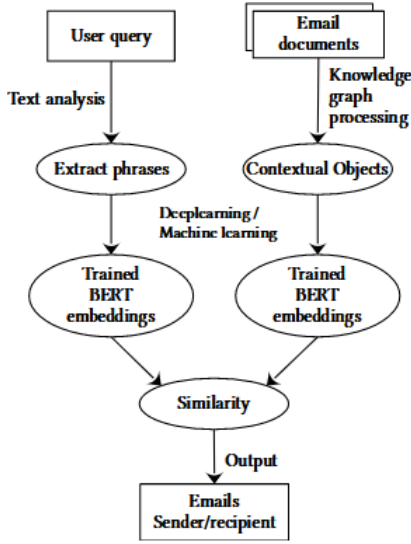 User query
Email
documents
Text analysis
Knowledge
graph
processing
Extract phrases
Contextual Objects
Deeplearning /
Machine learning
Trained
BERT
embeddings
Trained
BERT
embeddings
Similarity
Output
Emails
Sender/recipient